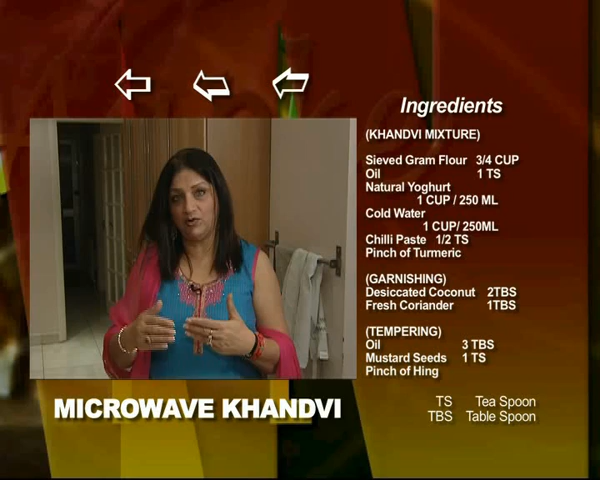 Ingredients
(KHANDVI MIXTURE)
Sieved Gram Flour 3/4 CUP
Oil 1 TS
Natural Yoghurt
1 CUP / 250 ML
Cold Water
1 CUP/ 250ML
Chilli Paste 1/2 TS
Pinch of Turmeric
(GARNISHING)
Desiccated Coconut 2TBS
Fresh Coriander 1TBS
(TEMPERING)
Oil 3 TBS
Mustard Seeds 1 TS
Pinch of Hing
MICROWAVE KHANDVI
TS Tea Spoon
TBS Table Spoon